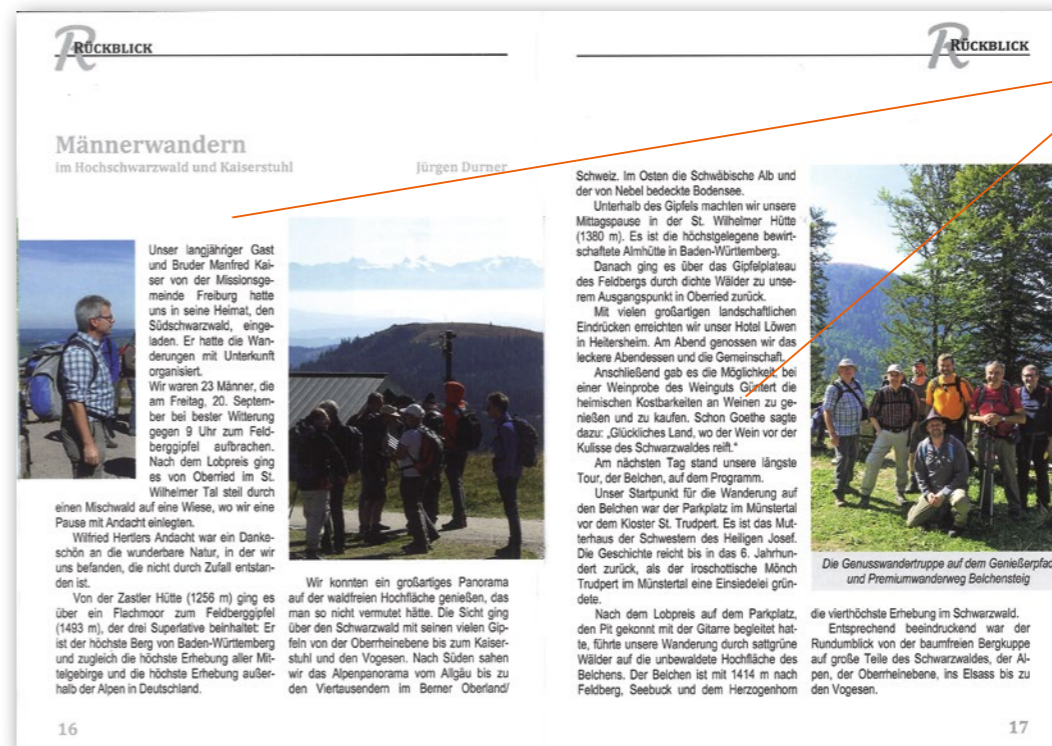 RÜCKBLICK
Männerwandern
im Hochschwarzwald und Kaiserstuhl
Jürgen Durner
Unser langjähriger Gast
und Bruder Manfred Kai-
ser von der Missionsge-
meinde Freiburg hatte
uns in seine Heimat, den
Südschwarzwald, einge-
laden. Er hatte die Wan-
derungen mit Unterkunft
organisiert.
Wir waren 23 Männer, die
am Freitag, 20. Septem-
ber bei bester Witterung
gegen 9 Uhr zum Feld-
berggipfel aufbrachen.
Nach dem Lobpreis ging
es von Oberried im St.
Wilhelmer Tal steil durch
einen Mischwald auf eine Wiese, wo wir eine
Pause mit Andacht einlegten.
Wilfried Hertlers Andacht war ein Danke-
schön an die wunderbare Natur, in der wir
uns befanden, die nicht durch Zufall entstan-
den ist.
Von der Zastler Hütte (1256 m) ging es
über ein Flachmoor zum Feldberggipfel
(1493 m), der drei Superlative beinhaltet: Er
ist der höchste Berg von Baden-Württemberg
und zugleich die höchste Erhebung aller Mit-
telgebirge und die höchste Erhebung außer-
halb der Alpen in Deutschland.
Wir konnten ein großartiges Panorama
auf der waldfreien Hochfläche genießen, das
man so nicht vermutet hätte. Die Sicht ging
über den Schwarzwald mit seinen vielen Gip-
feln von der Oberrheinebene bis zum Kaiser-
stuhl und den Vogesen. Nach Süden sahen
wir das Alpenpanorama vom Allgäu bis zu
den Viertausendern im Berner Oberland/
16
RÜCKBLICK
Schweiz. Im Osten die Schwäbische Alb und
der von Nebel bedeckte Bodensee.
Unterhalb des Gipfels machten wir unsere
Mittagspause in der St. Wilhelmer Hütte
(1380 m). Es ist die höchstgelegene bewirt-
schaftete Almhütte in Baden-Württemberg.
Danach ging es über das Gipfelplateau
des Feldbergs durch dichte Wälder zu unse-
rem Ausgangspunkt in Oberried zurück.
Mit vielen großartigen landschaftlichen
Eindrücken erreichten wir unser Hotel Löwen
in Heitersheim. Am Abend genossen wir das
leckere Abendessen und die Gemeinschaft.
Anschließend gab es die Möglichkeit, bei
einer Weinprobe des Weinguts Güntert die
heimischen Kostbarkeiten an Weinen zu ge-
nießen und zu kaufen. Schon Goethe sagte
dazu: „Glückliches Land, wo der Wein vor der
Kulisse des Schwarzwaldes reift.“
Am nächsten Tag stand unsere längste
Tour, der Belchen, auf dem Programm.
Unser Startpunkt für die Wanderung auf
den Belchen war der Parkplatz im Münstertal
vor dem Kloster St. Trudpert. Es ist das Mut-
terhaus der Schwestern des Heiligen Josef.
Die Geschichte reicht bis in das 6. Jahrhun-
dert zurück, als der iroschottische Mönch
Trudpert im Münstertal eine Einsiedelei grün-
dete.
Nach dem Lobpreis auf dem Parkplatz,
den Pit gekonnt mit der Gitarre begleitet hat-
te, führte unsere Wanderung durch sattgrüne
Wälder auf die unbewaldete Hochfläche des
Belchens. Der Belchen ist mit 1414 m nach
Feldberg, Seebuck und dem Herzogenhorn
Die Genusswandertruppe auf dem Genießerpfad
und Premiumwanderweg Belchensteig
die vierthöchste Erhebung im Schwarzwald.
Entsprechend beeindruckend war der
Rundumblick von der baumfreien Bergkuppe
auf große Teile des Schwarzwaldes, der Al-
pen, der Oberrheinebene, ins Elsass bis zu
den Vogesen.
17